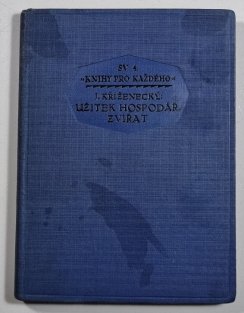 SV. 4.
"KNIHY PRO KAŽDÉHO"
J. KŘÍŽENECKÝ:
UŽITEK HOSPODÁŘ.
ZVÍŘAT